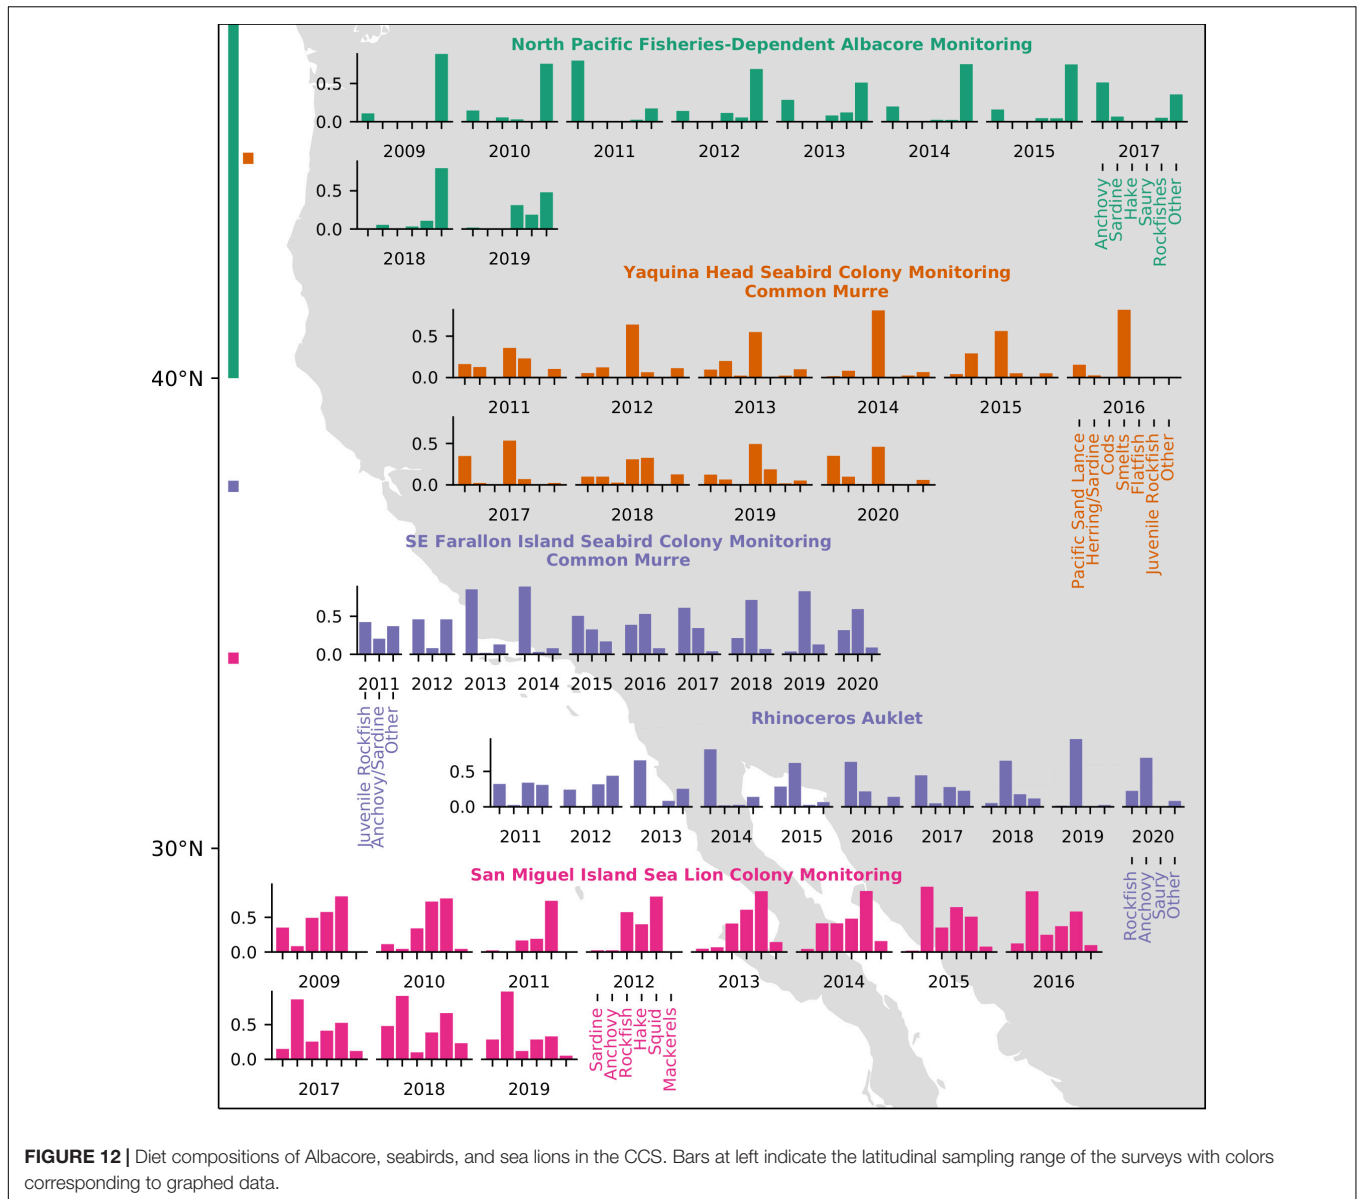 North Pacific Fisheries-Dependent Albacore Monitoring
0.5
0.0
2009 2010 2011 2012 2013 2014 2015 2017
Anchovy
Sardine
Hake
Saury
Rockfishes
Other
0.5
0.0
2018 2019
Yaquina Head Seabird Colony Monitoring
Common Murre
0.5
0.0
40°N
2011 2012 2013 2014 2015 2016
Pacific Sand Lance
Herring/Sardine
Cods
Smelts
Flatfish
Juvenile Rockfish
Other
0.5
0.0
2017 2018 2019 2020
SE Farallon Island Seabird Colony Monitoring
Common Murre
0.5
0.0
2011 2012 2013 2014 2015 2016 2017 2018 2019 2020
Juvenile Rockfish
Anchovy/Sardine
Other
Rhinoceros Auklet
0.5
0.0
2011 2012 2013 2014 2015 2016 2017 2018 2019 2020
Rockfish
Anchovy
Saury
Other
30°N
San Miguel Island Sea Lion Colony Monitoring
0.5
0.0
2009 2010 2011 2012 2013 2014 2015 2016
Sardine
Anchovy
Rockfish
Hake
Squid
Mackerels
0.5
0.0
2017 2018 2019
FIGURE 12 | Diet compositions of Albacore, seabirds, and sea lions in the CCS. Bars at left indicate the latitudinal sampling range of the surveys with colors
corresponding to graphed data.